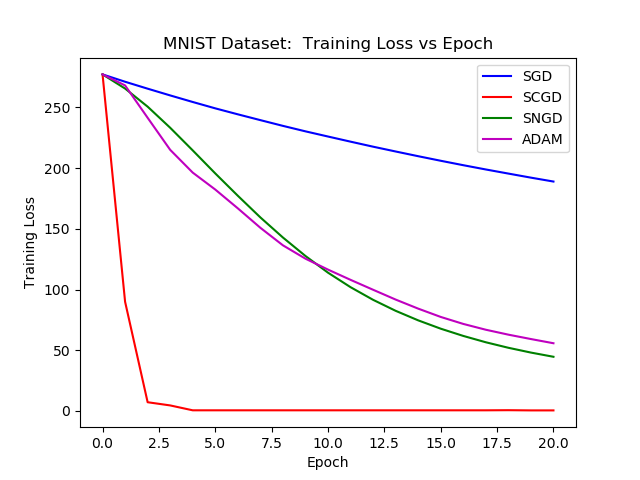 MNIST Dataset:  Training Loss vs Epoch
SGD
SCGD
SNGD
ADAM
Training Loss
250
200
150
100
50
0
0.0 2.5 5.0 7.5 10.0 12.5 15.0 17.5 20.0
Epoch